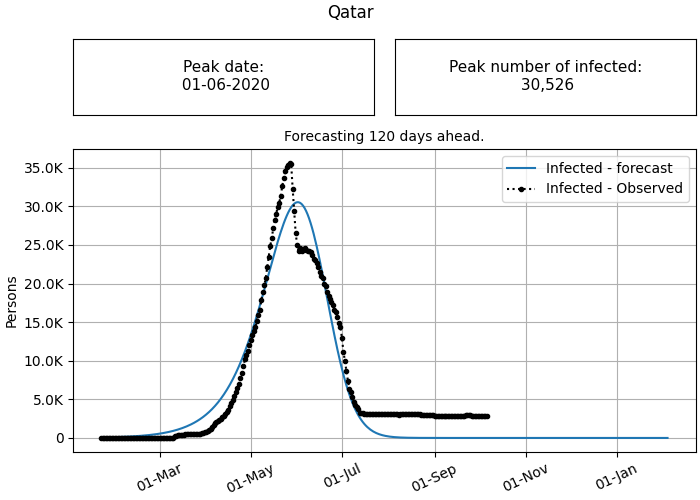 Qatar
Peak date:
01-06-2020
Peak number of infected:
30,526
Forecasting 120 days ahead.
Infected - forecast
Infected - Observed
35.0K
30.0K
25.0K
20.0K
15.0K
10.0K
5.0K
0
Persons
01-Mar
01-May
01-Jul
01-Sep
01-Nov
01-Jan